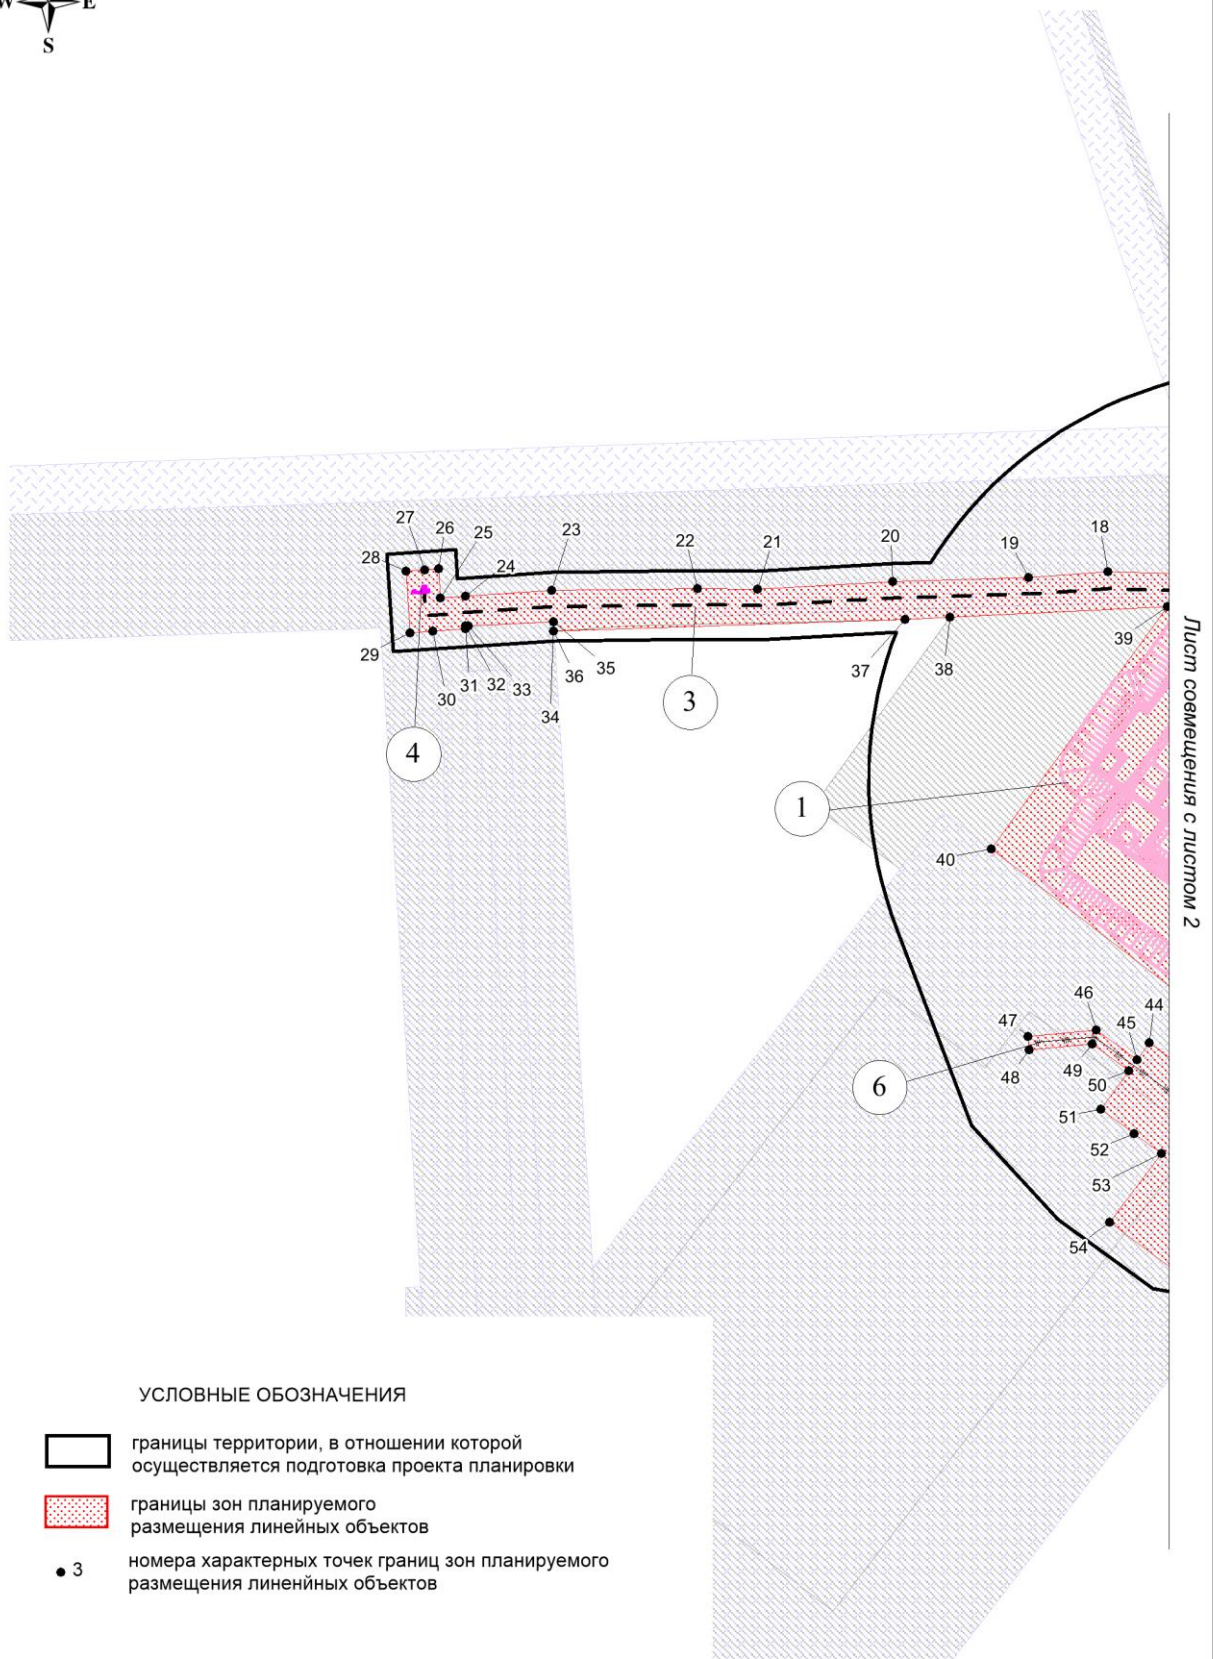 W E
S
27 26 25 23 22 21 20 19 18
28 24
39
29 30 31 32 33 34 36 35 37 38
3
4
1
40
Лист совмещения с листом 2
47 46 45 44
48 49 50
6
51
52
53
54
УСЛОВНЫЕ ОБОЗНАЧЕНИЯ
границы территории, в отношении которой
осуществляется подготовка проекта планировки
границы зон планируемого
размещения линейных объектов
3 номера характерных точек границ зон планируемого
размещения линенйных объектов